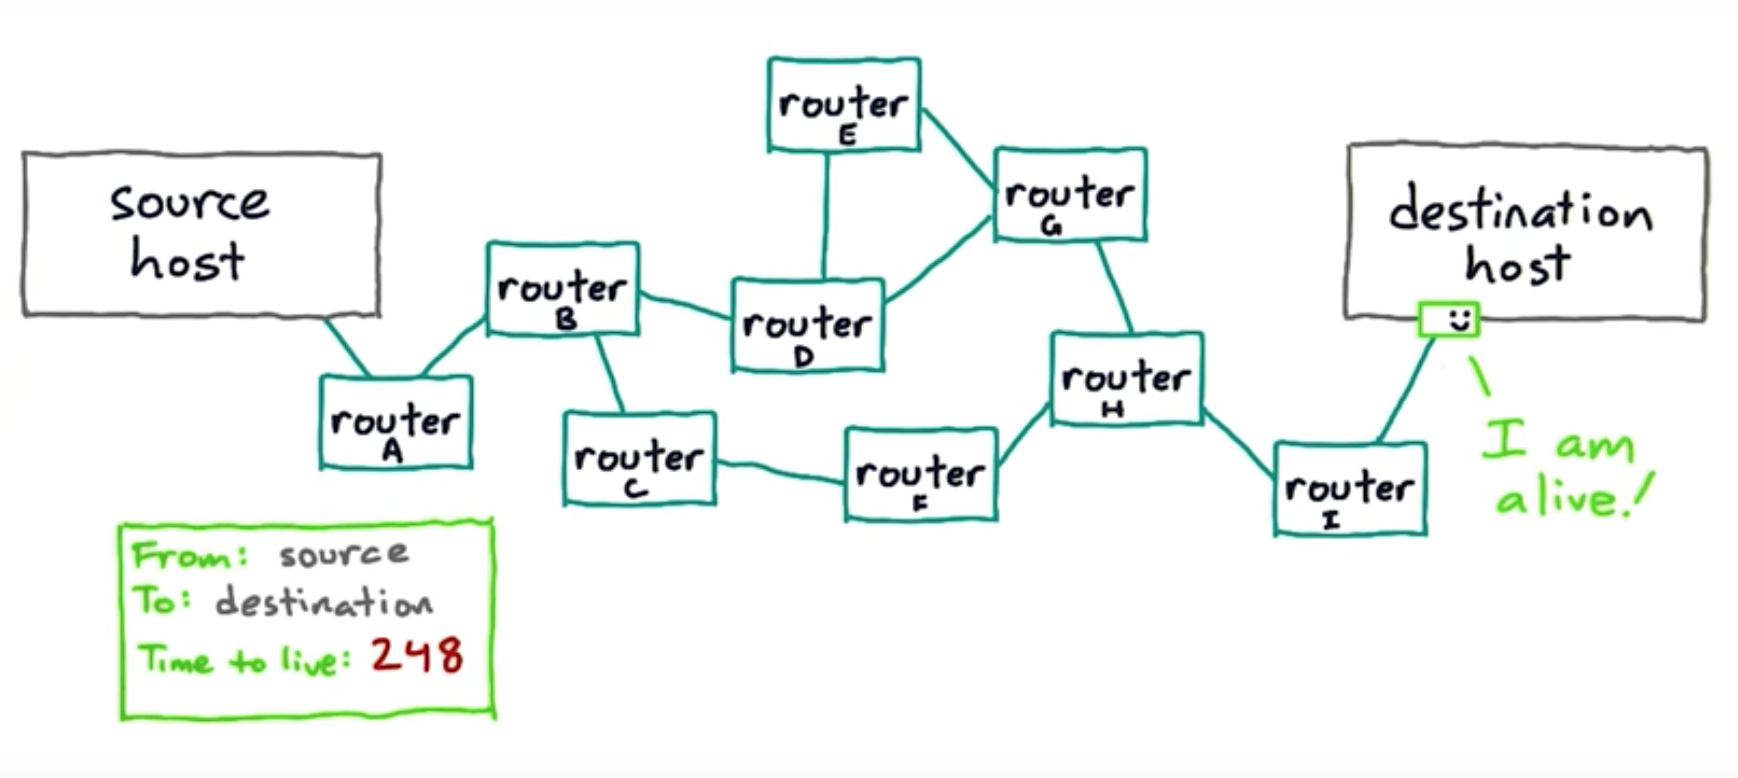 source
host
router
A
router
B
router
C
router
D
router
E
router
F
router
G
router
H
router
I
destination
host
I am
alive!
From: source
To: destination
Time to live: 248